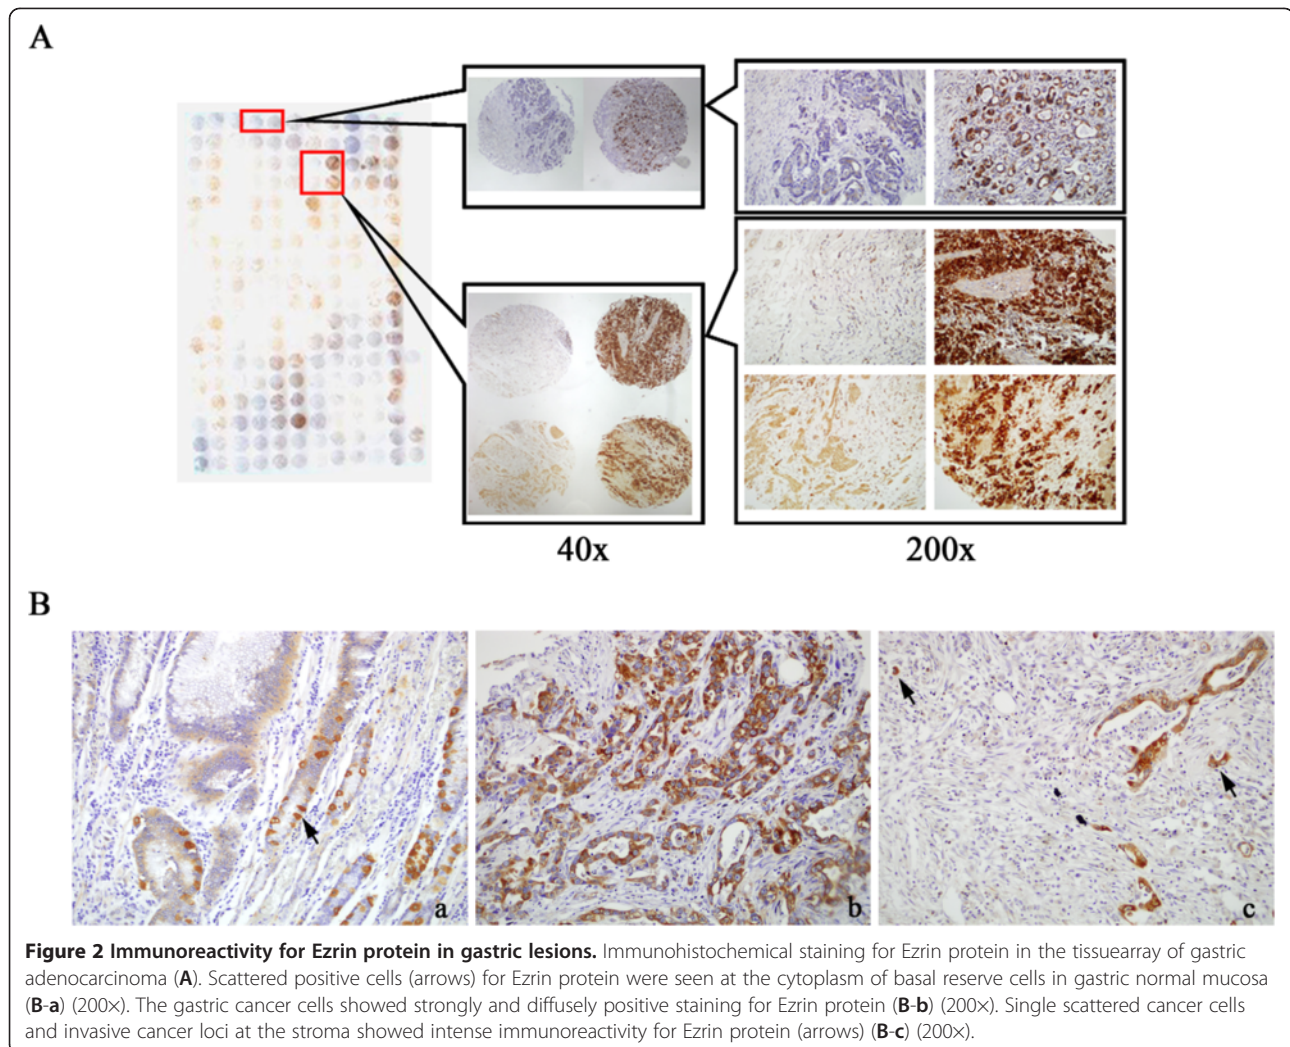 A
40x
200x
B
a
b
c
Figure 2 Immunoreactivity for Ezrin protein in gastric lesions. Immunohistochemical staining for Ezrin protein in the tissuearray of gastric
adenocarcinoma (A). Scattered positive cells (arrows) for Ezrin protein were seen at the cytoplasm of basal reserve cells in gastric normal mucosa
(B-a) (200×). The gastric cancer cells showed strongly and diffusely positive staining for Ezrin protein (B-b) (200×). Single scattered cancer cells
and invasive cancer loci at the stroma showed intense immunoreactivity for Ezrin protein (arrows) (B-c) (200×).